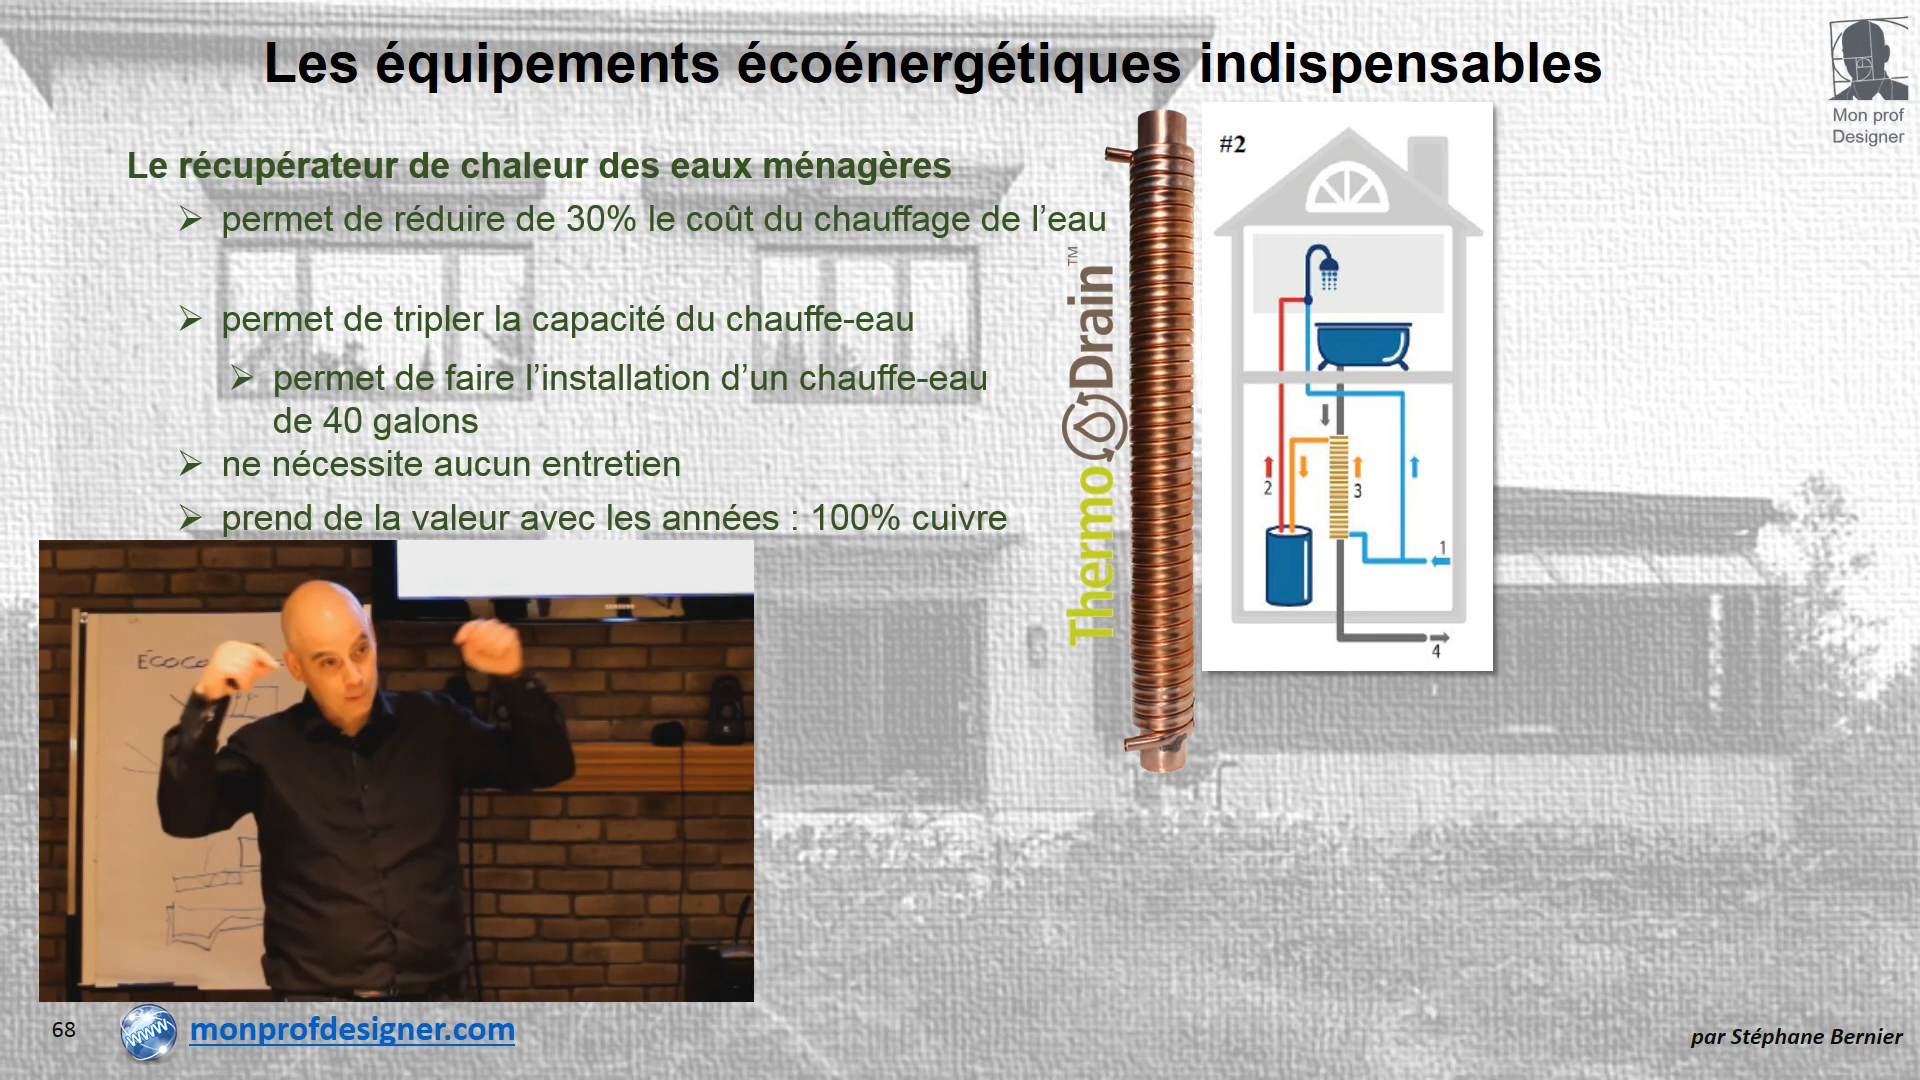 Les équipements écoénergétiques indispensables
Mon prof
Designer
Le récupérateur de chaleur des eaux ménagères
permet de réduire de 30% le coût du chauffage de l’eau
permet de tripler la capacité du chauffe-eau
permet de faire l’installation d’un chauffe-eau
de 40 galons
ne nécessite aucun entretien
prend de la valeur avec les années : 100% cuivre
ThermoDrain™
#2
2
3
1
4
SAMSUNG
68
www
monprofdesigner.com
par Stéphane Bernier